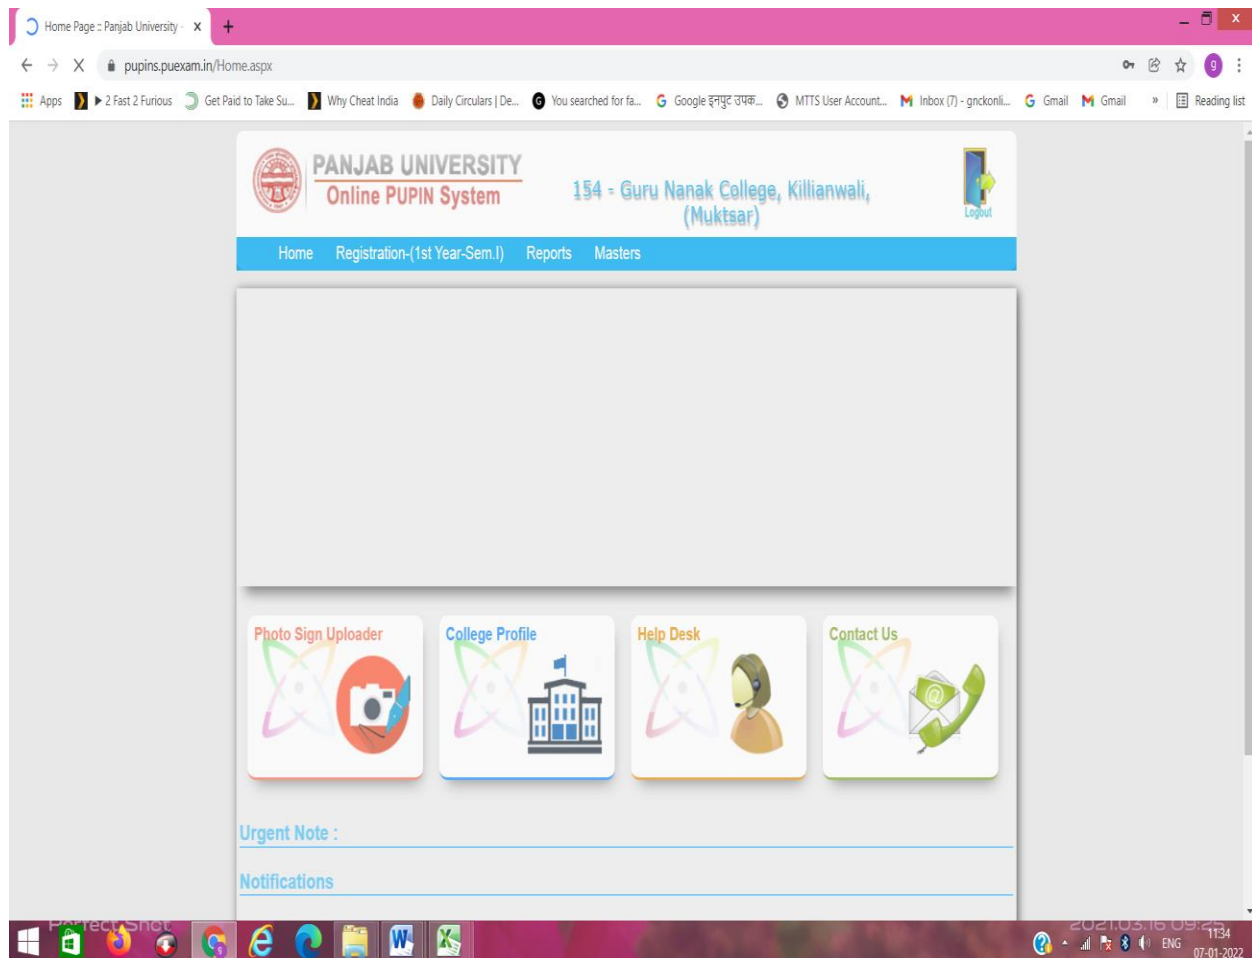 Home Page :: Panjab University -
pupins.puexam.in/Home.aspx
g
Apps
► 2 Fast 2 Furious
Get Paid to Take Su...
Why Cheat India
Daily Circulars | De...
You searched for fa...
Google इनपुट उपक...
MTTS User Account...
Inbox (7) - gnckonli...
Gmail
Gmail
»
Reading list
PANJAB UNIVERSITY
Online PUPIN System
154 - Guru Nanak College, Killianwali,
(Muktsar)
Logout
Home Registration-(1st Year-Sem.I) Reports Masters
Photo Sign Uploader
College Profile
Help Desk
Contact Us
Urgent Note :
Notifications
Perfect Shot
2021.03.16 09:25
ENG
11:34
07-01-2022